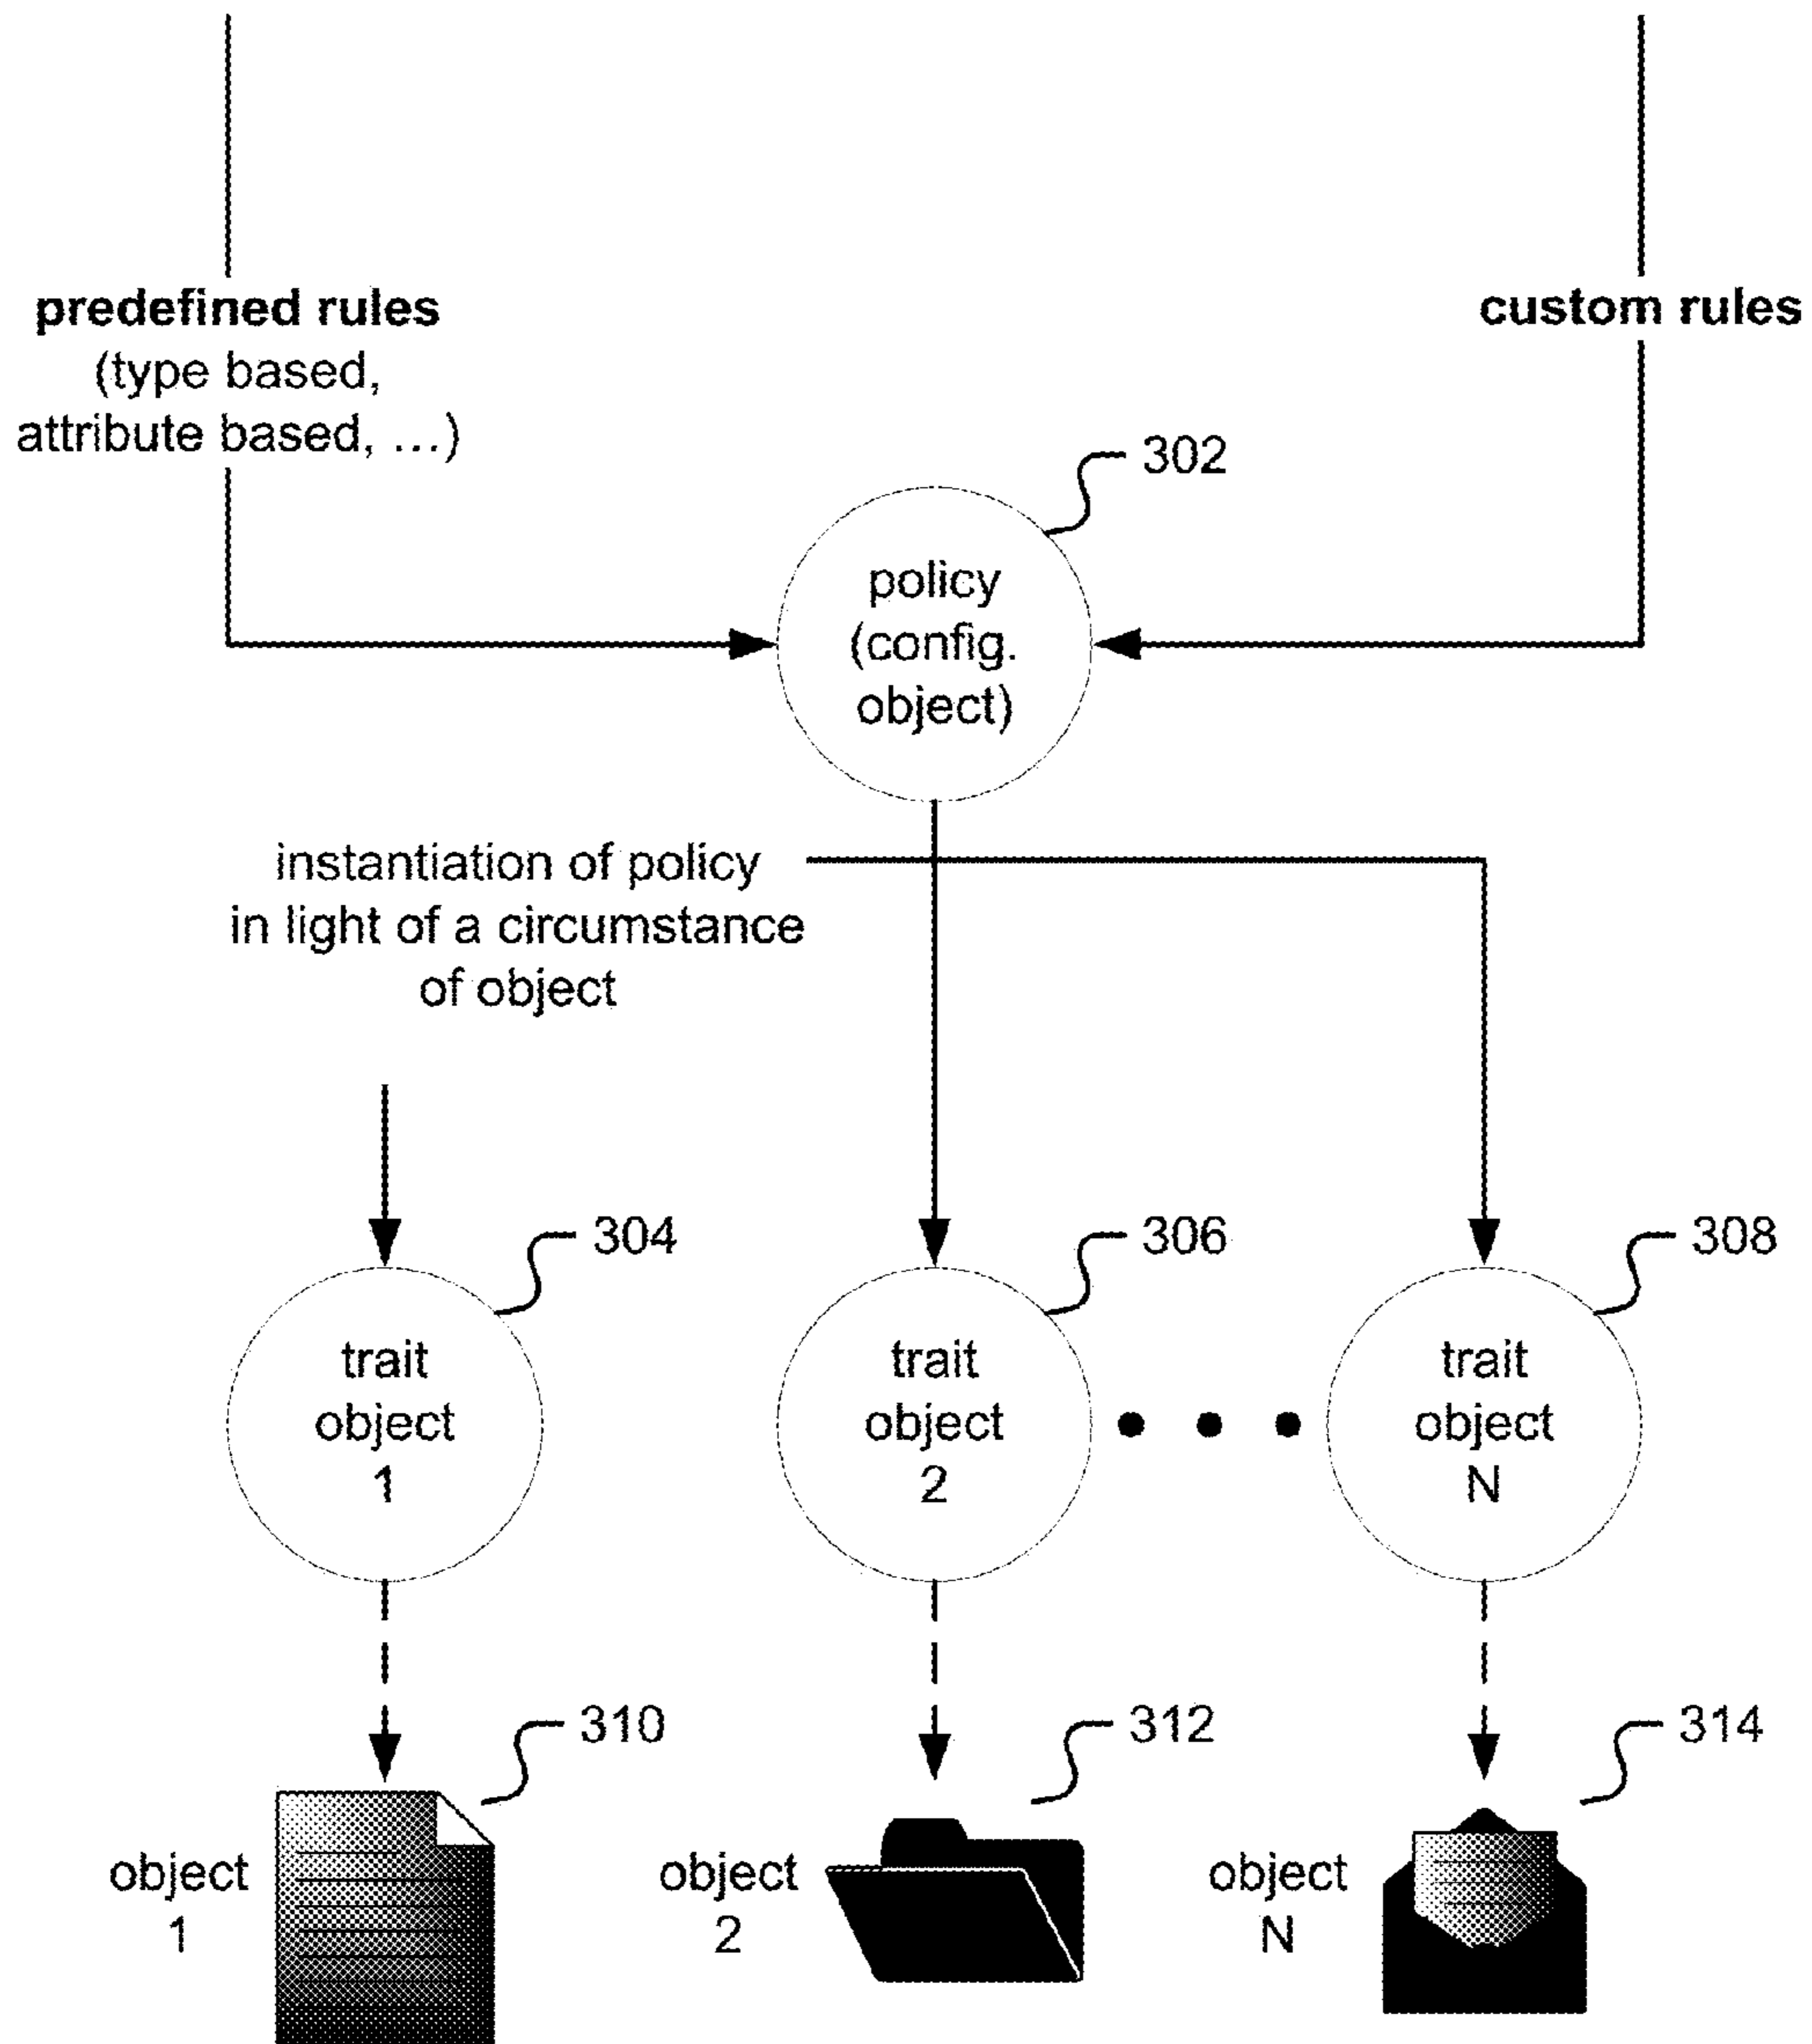 predefined rules
(type based,
attribute based, ...)
custom rules
302
policy
(config.
object)
instantiation of policy
in light of a circumstance
of object
304
306
308
trait
object
1
trait
object
2
trait
object
N
310
312
314
object
1
object
2
object
N